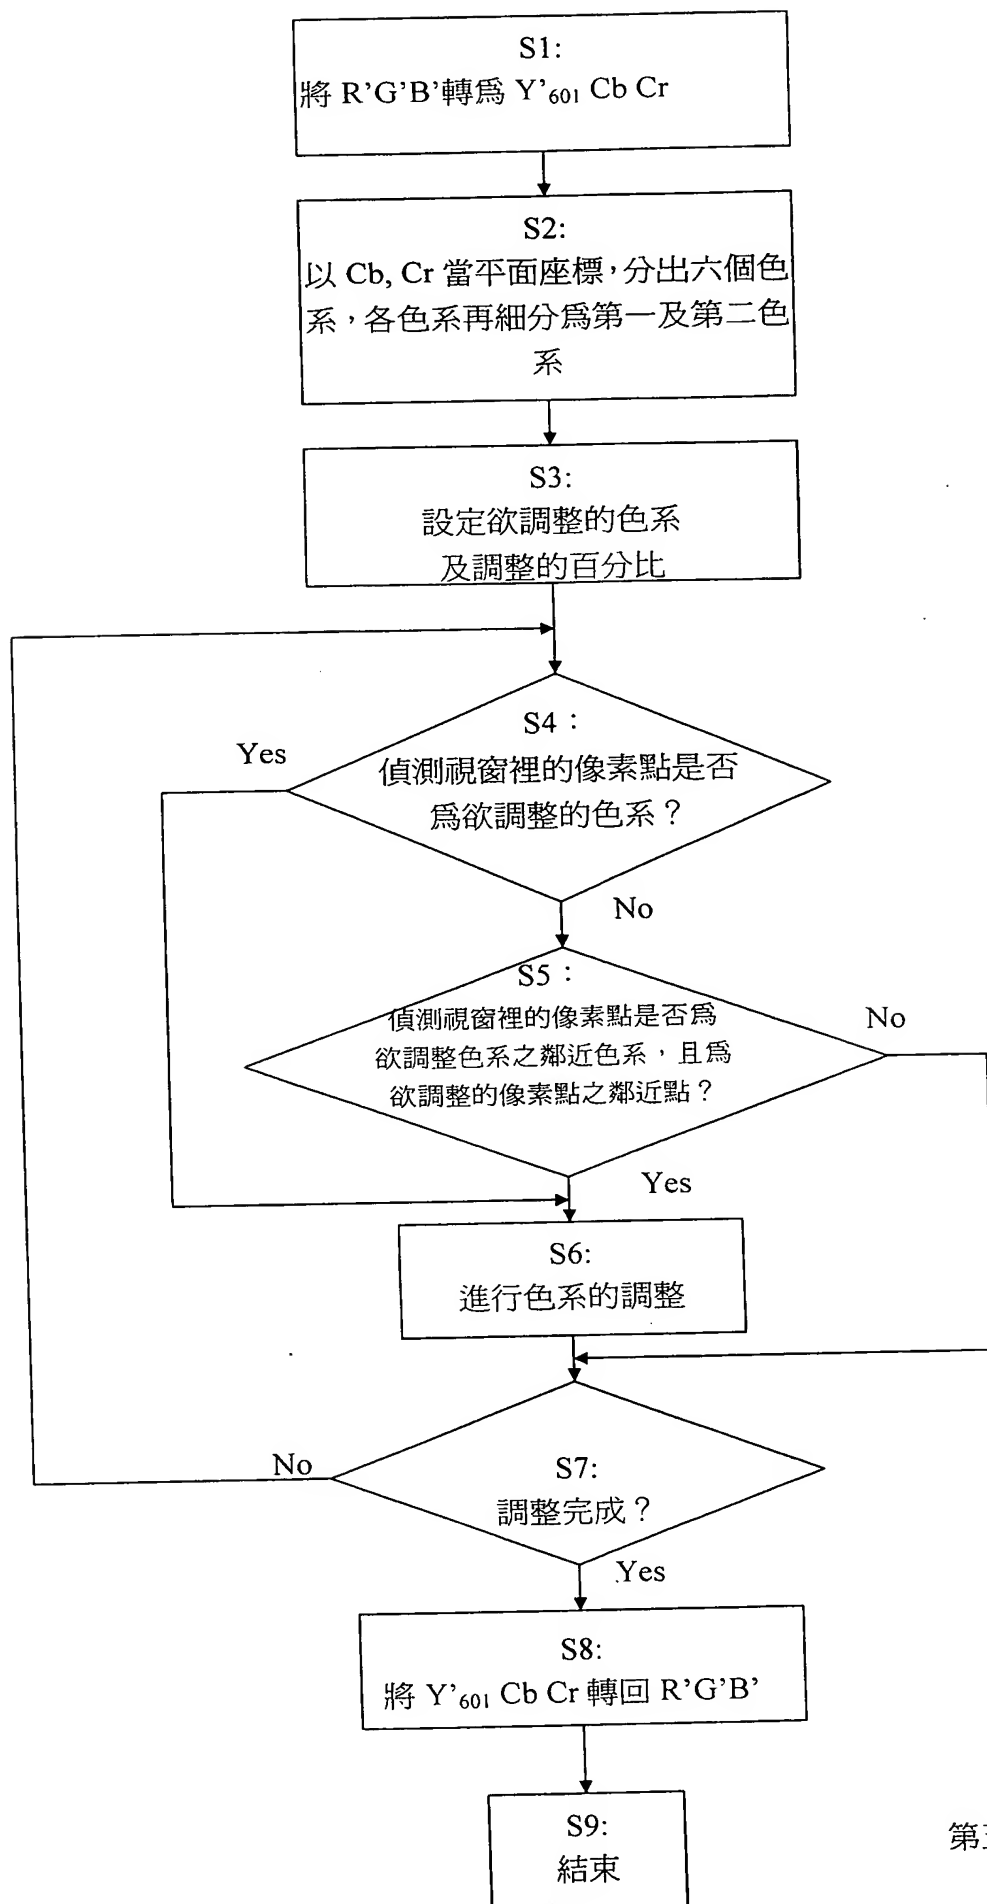 S1:
將 R’G’B’轉爲 Y’601 Cb Cr
S2:
以 Cb, Cr 當平面座標，分出六個色
系，各色系再細分爲第一及第二色
系
S3:
設定欲調整的色系
及調整的百分比
S4：
Yes
偵測視窗裡的像素點是否
爲欲調整的色系？
No
S5：
偵測視窗裡的像素點是否爲
No
欲調整色系之鄰近色系，且爲
欲調整的像素點之鄰近點？
Yes
S6:
進行色系的調整
No
S7:
調整完成？
Yes
S8:
將 Y’601 Cb Cr 轉回 R’G’B’
S9:
結束
第